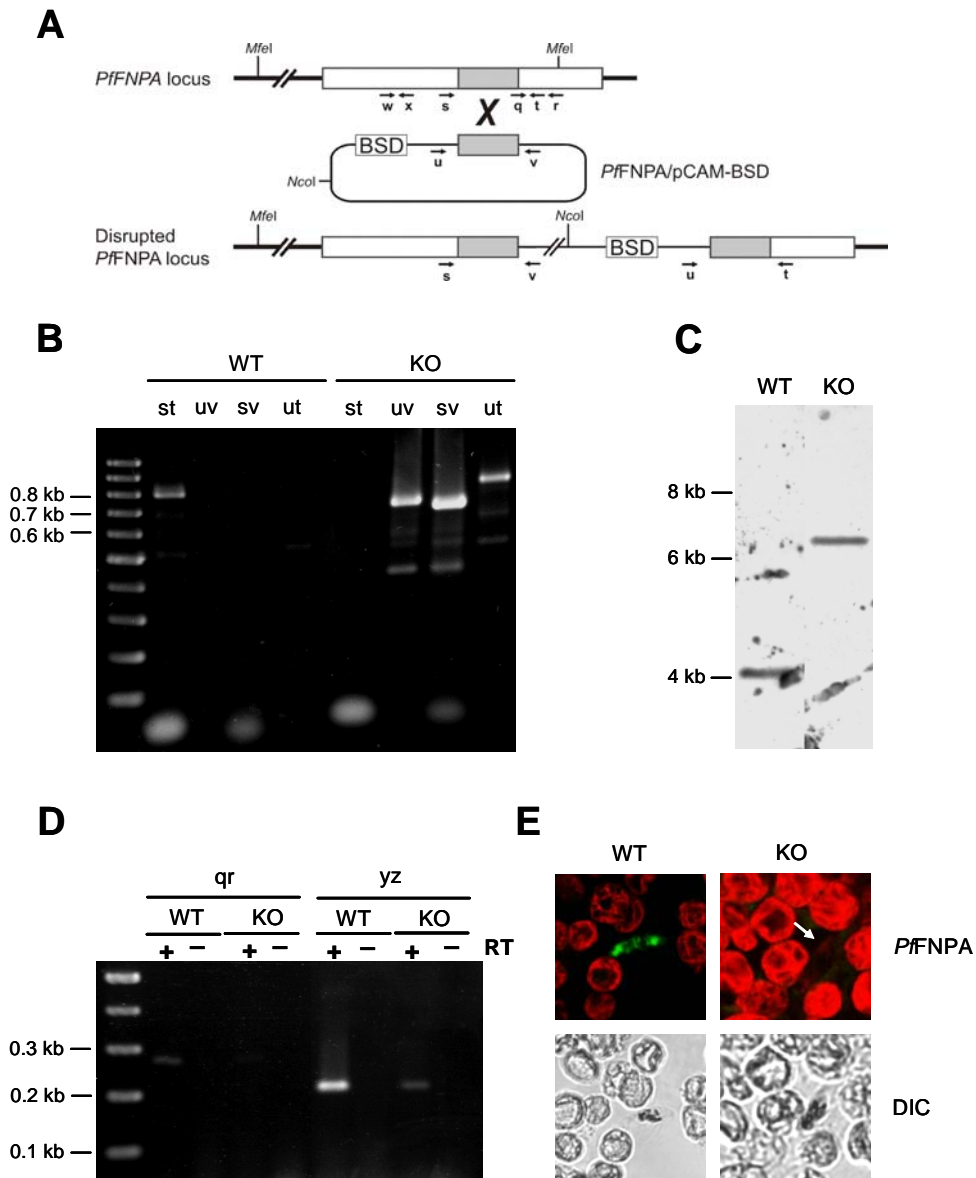 A
MfeI MfeI
PfFNPA locus
w x s q t r
X
BSD
u v
NcoI
PfFNPA/pCAM-BSD
MfeI NcoI
Disrupted
PfFNPA locus
BSD
s v u t
B
WT KO
st uv sv ut st uv sv ut
0.8 kb
0.7 kb
0.6 kb
C
WT KO
8 kb
6 kb
4 kb
D
qr yz
WT KO WT KO
+ − + − + − + − RT
0.3 kb
0.2 kb
0.1 kb
E
WT KO
PfFNPA
DIC